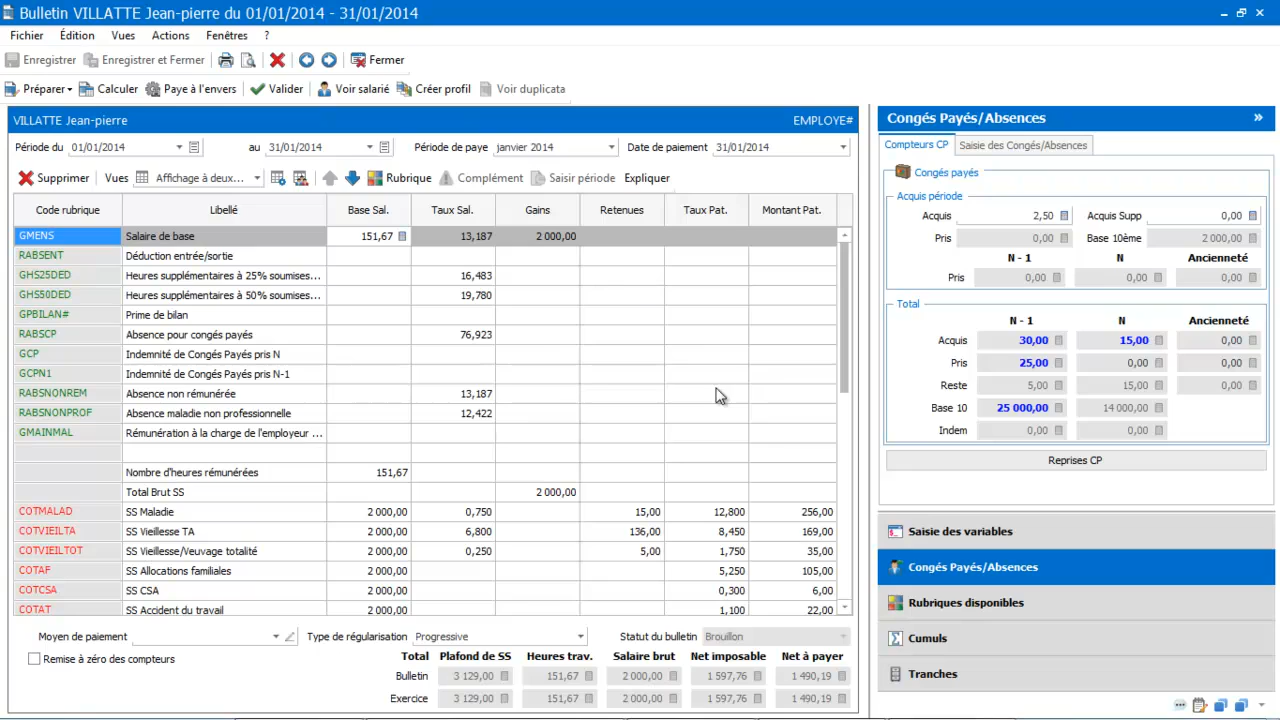 Bulletin VILLATTE Jean-pierre du 01/01/2014 - 31/01/2014
Fichier Édition Vues Actions Fenêtres ?
Enregistrer Enregistrer et Fermer Fermer
Préparer Calculer Paye à l'envers Valider Voir salarié Créer profil Voir duplicata
VILLATTE Jean-pierre EMPLOYE#
Période du 01/01/2014 au 31/01/2014 Période de paye janvier 2014 Date de paiement 31/01/2014
Supprimer Vues Affichage à deux... Rubrique Complément Saisir période Expliquer
Code rubrique Libellé Base Sal. Taux Sal. Gains Retenues Taux Pat. Montant Pat.
GMENS Salaire de base 151,67 13,187 2 000,00
RABSENT Déduction entrée/sortie
GHS25DED Heures supplémentaires à 25% soumises... 16,483
GHS50DED Heures supplémentaires à 50% soumises... 19,780
GPBILAN# Prime de bilan
RABSCP Absence pour congés payés 76,923
GCP Indemnité de Congés Payés pris N
GCPN1 Indemnité de Congés Payés pris N-1
RABSNONREM Absence non rémunérée 13,187
RABSNONPROF Absence maladie non professionnelle 12,422
GMAINMAL Rémunération à la charge de l'employeur ...
Nombre d'heures rémunérées 151,67
Total Brut SS 2 000,00
COTMALAD SS Maladie 2 000,00 0,750 15,00 12,800 256,00
COTVIEILTA SS Vieillesse TA 2 000,00 6,800 136,00 8,450 169,00
COTVIEILTOT SS Vieillesse/Veuvage totalité 2 000,00 0,250 5,00 1,750 35,00
COTAF SS Allocations familiales 2 000,00 5,250 105,00
COTCSA SS CSA 2 000,00 0,300 6,00
COTAT SS Accident du travail 2 000,00 1,100 22,00
Moyen de paiement Type de régularisation Progressive Statut du bulletin Brouillon
Remise à zéro des compteurs
Total Plafond de SS Heures trav. Salaire brut Net imposable Net à payer
Bulletin 3 129,00 151,67 2 000,00 1 597,76 1 490,19
Exercice 3 129,00 151,67 2 000,00 1 597,76 1 490,19
Congés Payés/Absences »
Compteurs CP Saisie des Congés/Absences
Congés payés
Acquis période
Acquis 2,50 Acquis Supp 0,00
Pris 0,00 Base 10ème 2 000,00
N - 1 N Ancienneté
Pris 0,00 0,00 0,00
Total
N - 1 N Ancienneté
Acquis 30,00 15,00 0,00
Pris 25,00 0,00 0,00
Reste 5,00 15,00 0,00
Base 10 25 000,00 14 000,00
Indem 0,00 0,00
Reprises CP
Saisie des variables
Congés Payés/Absences
Rubriques disponibles
Cumuls
Tranches